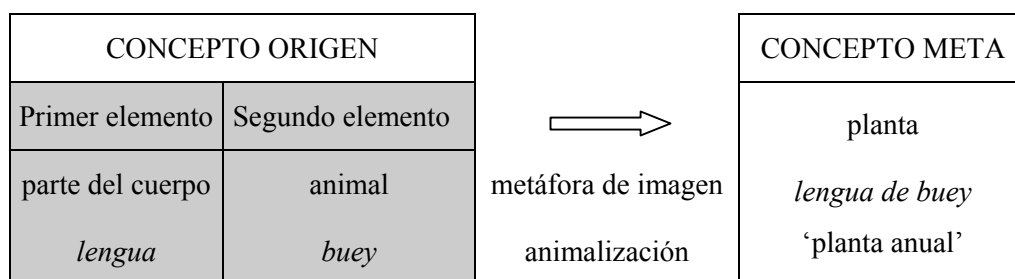 CONCEPTO ORIGEN CONCEPTO META
Primer elemento Segundo elemento planta
parte del cuerpo animal metáfora de imagen lengua de buey
lengua buey animalización ‘planta anual’